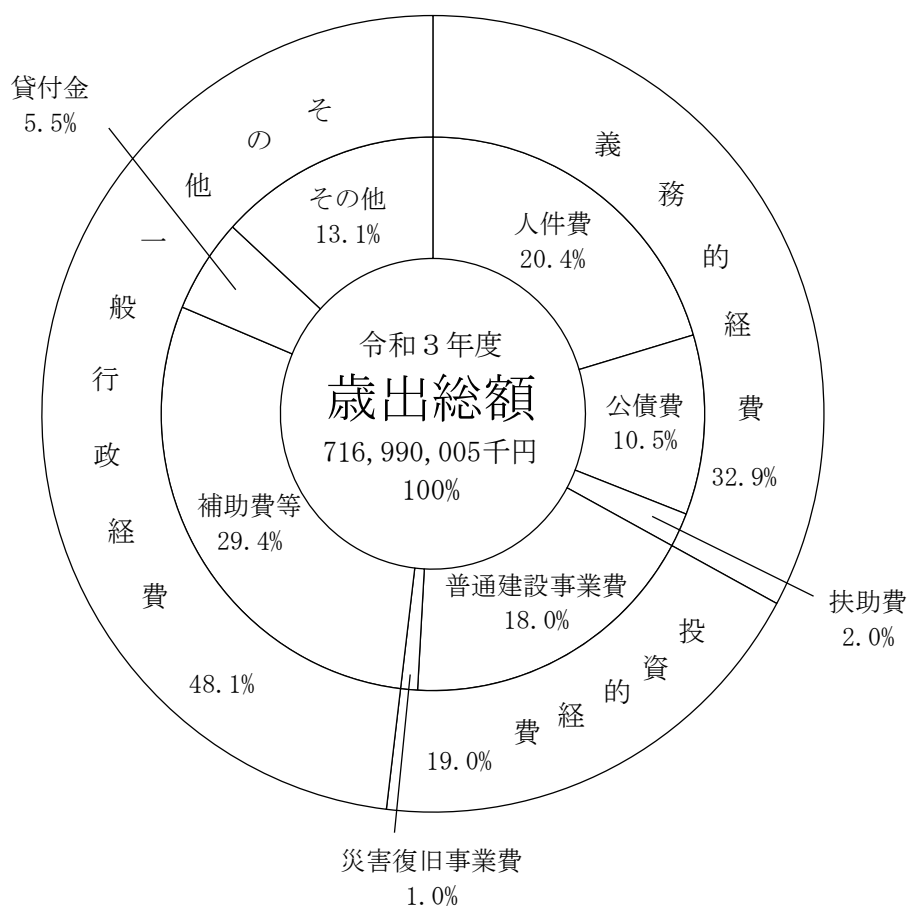 貸付金
5.5%
その他一般行政経費
48.1%
義務的経費
32.9%
投資的経費
19.0%
その他
13.1%
人件費
20.4%
公債費
10.5%
扶助費
2.0%
普通建設事業費
18.0%
災害復旧事業費
1.0%
補助費等
29.4%
令和３年度
歳出総額
716,990,005千円
100%